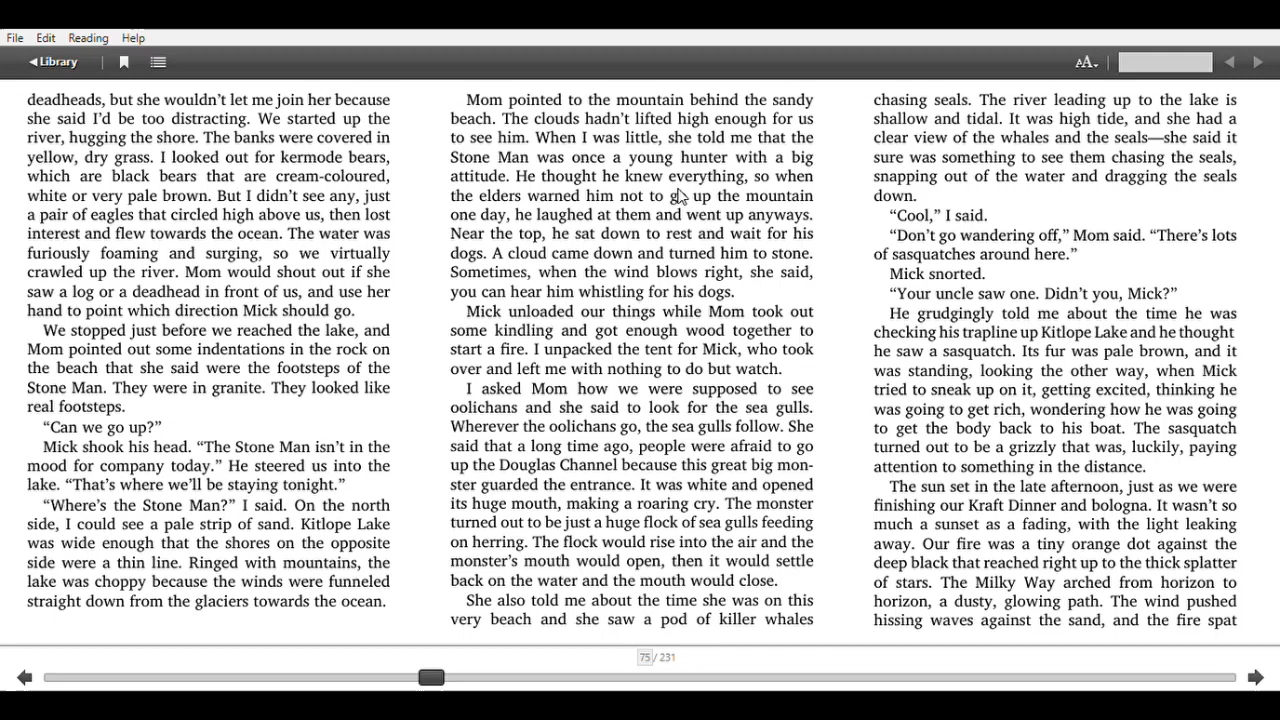 File Edit Reading Help
Library
AA
deadheads, but she wouldn’t let me join her because
she said I’d be too distracting. We started up the
river, hugging the shore. The banks were covered in
yellow, dry grass. I looked out for kermode bears,
which are black bears that are cream-coloured,
white or very pale brown. But I didn’t see any, just
a pair of eagles that circled high above us, then lost
interest and flew towards the ocean. The water was
furiously foaming and surging, so we virtually
crawled up the river. Mom would shout out if she
saw a log or a deadhead in front of us, and use her
hand to point which direction Mick should go.
We stopped just before we reached the lake, and
Mom pointed out some indentations in the rock on
the beach that she said were the footsteps of the
Stone Man. They were in granite. They looked like
real footsteps.
“Can we go up?”
Mick shook his head. “The Stone Man isn’t in the
mood for company today.” He steered us into the
lake. “That’s where we’ll be staying tonight.”
“Where’s the Stone Man?” I said. On the north
side, I could see a pale strip of sand. Kitlope Lake
was wide enough that the shores on the opposite
side were a thin line. Ringed with mountains, the
lake was choppy because the winds were funneled
straight down from the glaciers towards the ocean.
Mom pointed to the mountain behind the sandy
beach. The clouds hadn’t lifted high enough for us
to see him. When I was little, she told me that the
Stone Man was once a young hunter with a big
attitude. He thought he knew everything, so when
the elders warned him not to go up the mountain
one day, he laughed at them and went up anyways.
Near the top, he sat down to rest and wait for his
dogs. A cloud came down and turned him to stone.
Sometimes, when the wind blows right, she said,
you can hear him whistling for his dogs.
Mick unloaded our things while Mom took out
some kindling and got enough wood together to
start a fire. I unpacked the tent for Mick, who took
over and left me with nothing to do but watch.
I asked Mom how we were supposed to see
oolichans and she said to look for the sea gulls.
Wherever the oolichans go, the sea gulls follow. She
said that a long time ago, people were afraid to go
up the Douglas Channel because this great big mon-
ster guarded the entrance. It was white and opened
its huge mouth, making a roaring cry. The monster
turned out to be just a huge flock of sea gulls feeding
on herring. The flock would rise into the air and the
monster’s mouth would open, then it would settle
back on the water and the mouth would close.
She also told me about the time she was on this
very beach and she saw a pod of killer whales
chasing seals. The river leading up to the lake is
shallow and tidal. It was high tide, and she had a
clear view of the whales and the seals—she said it
sure was something to see them chasing the seals,
snapping out of the water and dragging the seals
down.
“Cool,” I said.
“Don’t go wandering off,” Mom said. “There’s lots
of sasquatches around here.”
Mick snorted.
“Your uncle saw one. Didn’t you, Mick?”
He grudgingly told me about the time he was
checking his trapline up Kitlope Lake and he thought
he saw a sasquatch. Its fur was pale brown, and it
was standing, looking the other way, when Mick
tried to sneak up on it, getting excited, thinking he
was going to get rich, wondering how he was going
to get the body back to his boat. The sasquatch
turned out to be a grizzly that was, luckily, paying
attention to something in the distance.
The sun set in the late afternoon, just as we were
finishing our Kraft Dinner and bologna. It wasn’t so
much a sunset as a fading, with the light leaking
away. Our fire was a tiny orange dot against the
deep black that reached right up to the thick splatter
of stars. The Milky Way arched from horizon to
horizon, a dusty, glowing path. The wind pushed
hissing waves against the sand, and the fire spat
75 / 231